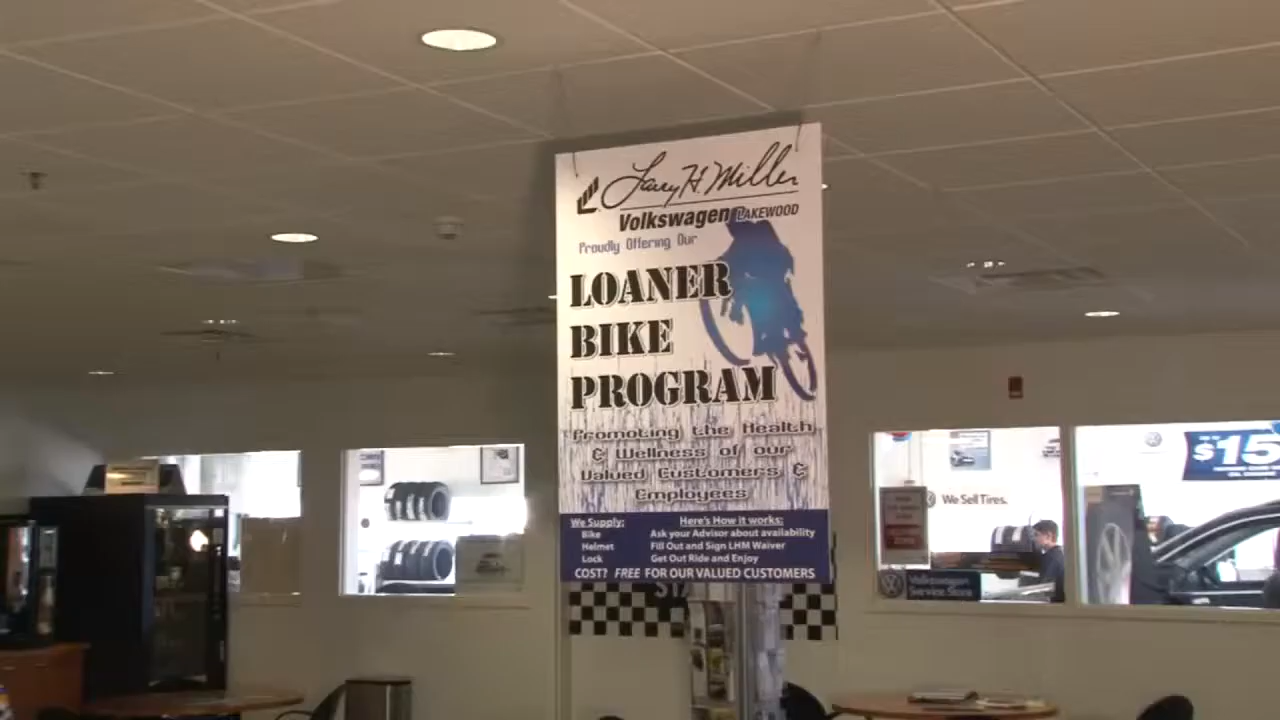 Larry H. Miller
Volkswagen LAKEWOOD
Proudly Offering Our
LOANER
BIKE
PROGRAM
Promoting the Health
& Wellness of our
Valued Customers &
Employees
We Supply:
Bike
Helmet
Lock
Here's How it works:
Ask your Advisor about availability
Fill Out and Sign LHM Waiver
Get Out Ride and Enjoy
COST? FREE FOR OUR VALUED CUSTOMERS
We Sell Tires.
Volkswagen
Service Store
$15